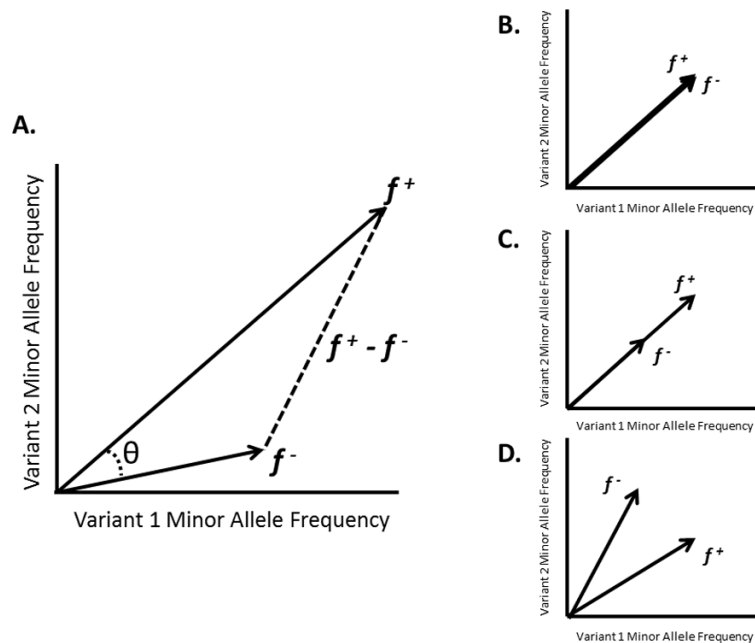 A.
Variant 2 Minor Allele Frequency
f+
f+ - f-
θ
f-
Variant 1 Minor Allele Frequency
B.
Variant 2 Minor Allele Frequency
f+
f-
Variant 1 Minor Allele Frequency
C.
Variant 2 Minor Allele Frequency
f+
f-
Variant 1 Minor Allele Frequency
D.
Variant 2 Minor Allele Frequency
f-
f+
Variant 1 Minor Allele Frequency